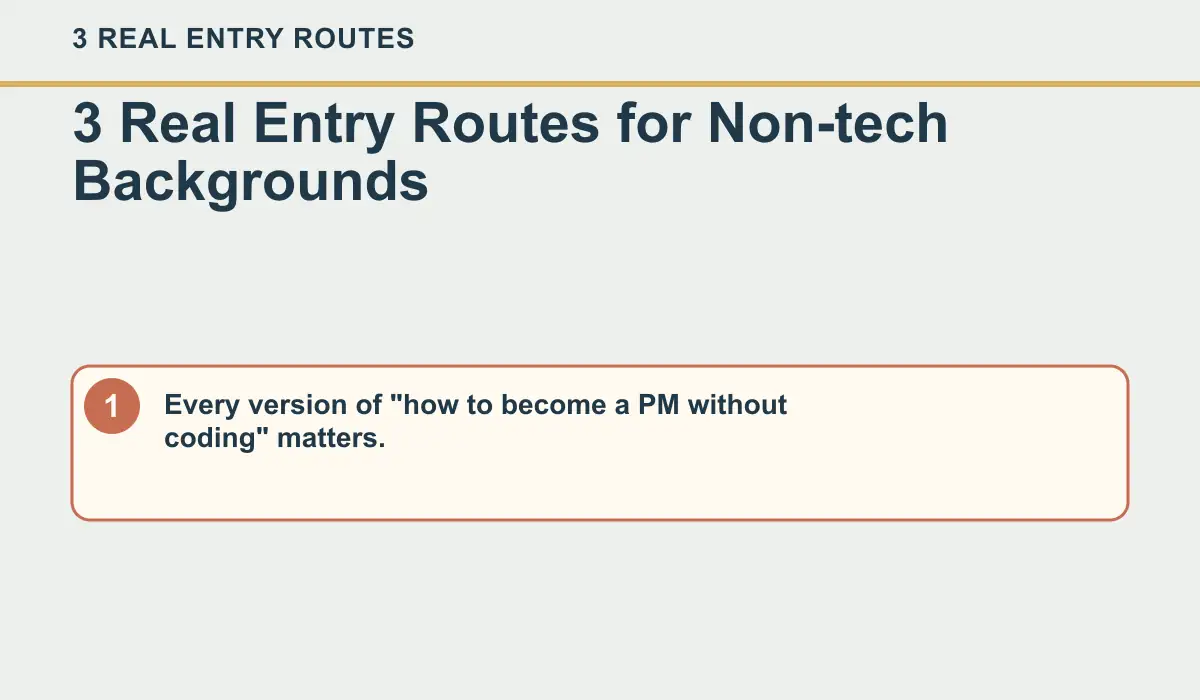 3 REAL ENTRY ROUTES
3 Real Entry Routes for Non-tech
Backgrounds
1
Every version of "how to become a PM without
coding" matters.